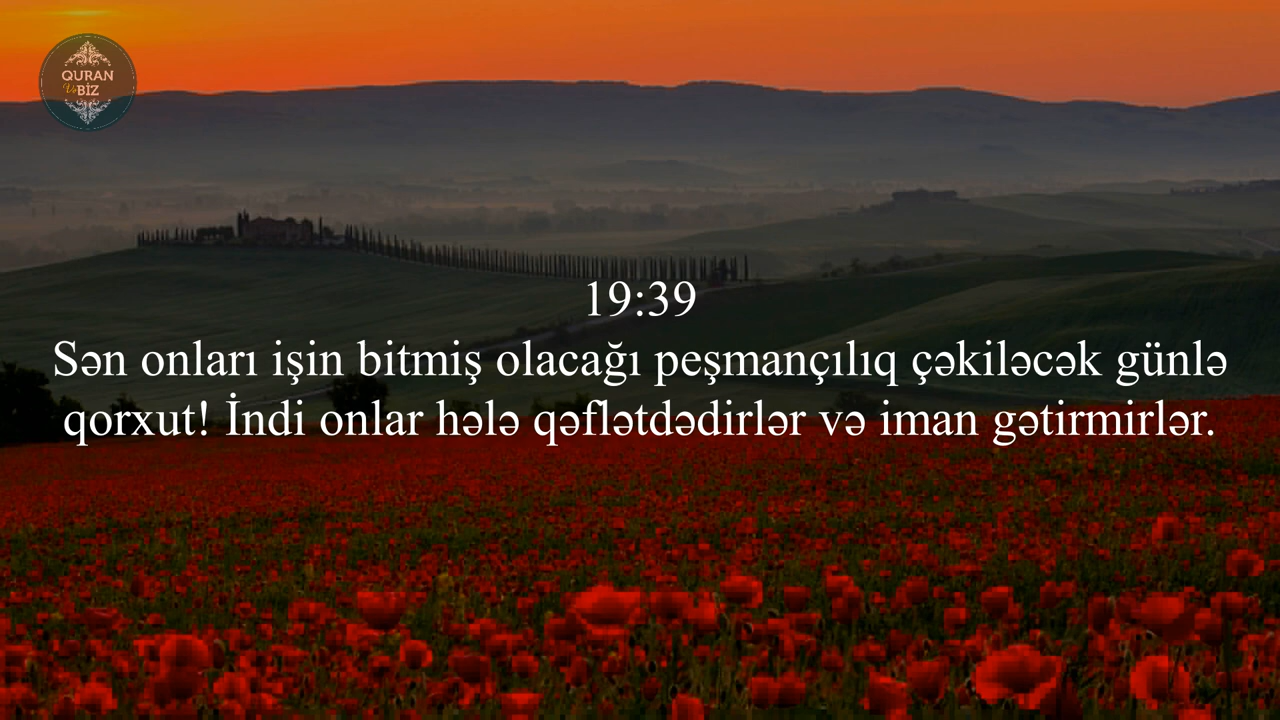 QURAN
Və BİZ
19:39
Sən onları işin bitmiş olacağı peşmançılıq çəkiləcək günlə
qorxut! İndi onlar hələ qəflətdədirlər və iman gətirmirlər.